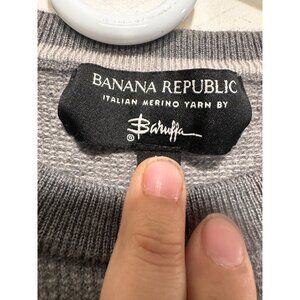 BANANA REPUBLIC
ITALIAN MERINO YARN BY
Baruffa
®